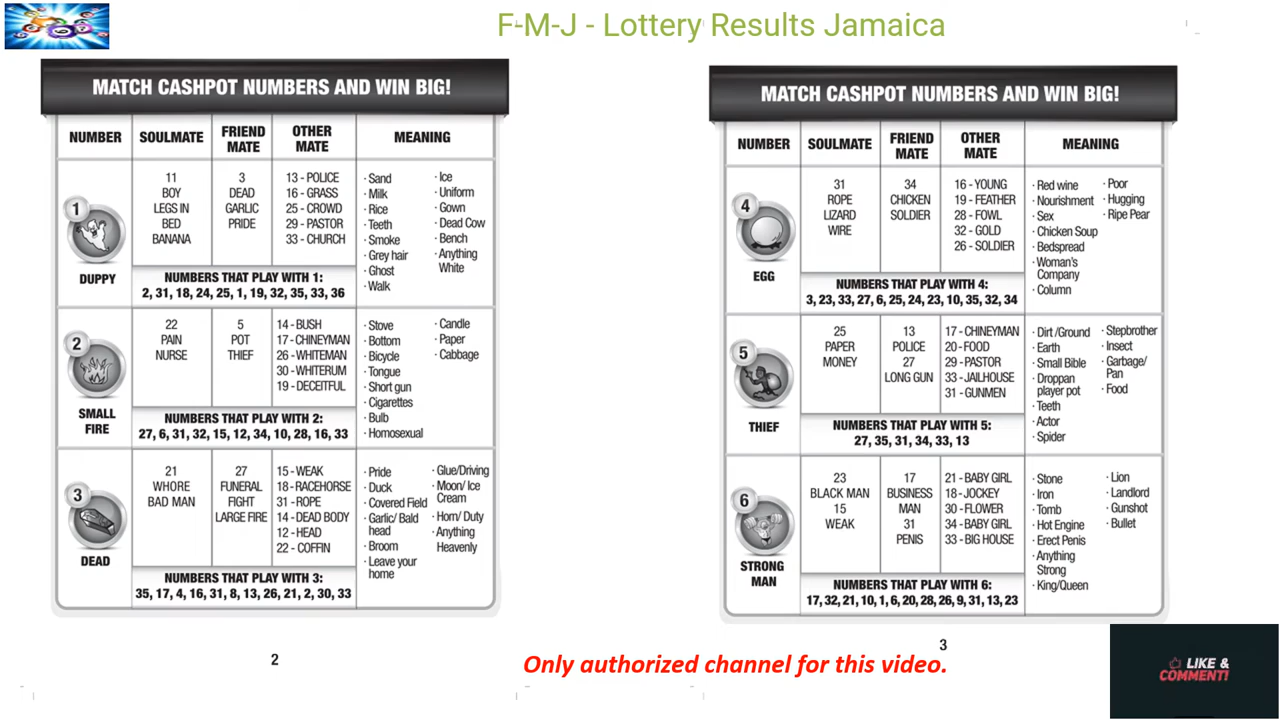 F-M-J - Lottery Results Jamaica
MATCH CASHPOT NUMBERS AND WIN BIG!
NUMBER
SOULMATE
FRIEND
MATE
OTHER
MATE
MEANING
1
DUPPY
11
BOY
LEGS IN
BED
BANANA
3
DEAD
GARLIC
PRIDE
13 - POLICE
16 - GRASS
25 - CROWD
29 - PASTOR
33 - CHURCH
· Sand
· Milk
· Rice
· Teeth
· Smoke
· Grey hair
· Ghost
· Walk
· Ice
· Uniform
· Gown
· Dead Cow
· Bench
· Anything
White
NUMBERS THAT PLAY WITH 1:
2, 31, 18, 24, 25, 1, 19, 32, 35, 33, 36
2
SMALL
FIRE
22
PAIN
NURSE
5
POT
THIEF
14 - BUSH
17 - CHINEYMAN
26 - WHITEMAN
30 - WHITERUM
19 - DECEITFUL
· Stove
· Bottom
· Bicycle
· Tongue
· Short gun
· Cigarettes
· Bulb
· Homosexual
· Candle
· Paper
· Cabbage
NUMBERS THAT PLAY WITH 2:
27, 6, 31, 32, 15, 12, 34, 10, 28, 16, 33
3
DEAD
21
WHORE
BAD MAN
27
FUNERAL
FIGHT
LARGE FIRE
15 - WEAK
18 - RACEHORSE
31 - ROPE
14 - DEAD BODY
12 - HEAD
22 - COFFIN
· Pride
· Duck
· Covered Field
· Garlic/ Bald
head
· Broom
· Leave your
home
· Glue/Driving
· Moon/ Ice
Cream
· Horn/ Duty
· Anything
Heavenly
NUMBERS THAT PLAY WITH 3:
35, 17, 4, 16, 31, 8, 13, 26, 21, 2, 30, 33
2
MATCH CASHPOT NUMBERS AND WIN BIG!
NUMBER
SOULMATE
FRIEND
MATE
OTHER
MATE
MEANING
4
EGG
31
ROPE
LIZARD
WIRE
34
CHICKEN
SOLDIER
16 - YOUNG
19 - FEATHER
28 - FOWL
32 - GOLD
26 - SOLDIER
· Red wine
· Nourishment
· Sex
· Chicken Soup
· Bedspread
· Woman's
Company
· Column
· Poor
· Hugging
· Ripe Pear
NUMBERS THAT PLAY WITH 4:
3, 23, 33, 27, 6, 25, 24, 23, 10, 35, 32, 34
5
THIEF
25
PAPER
MONEY
13
POLICE
27
LONG GUN
17 - CHINEYMAN
20 - FOOD
29 - PASTOR
33 - JAILHOUSE
31 - GUNMEN
· Dirt /Ground
· Earth
· Small Bible
· Droppan
player pot
· Teeth
· Actor
· Spider
· Stepbrother
· Insect
· Garbage/
Pan
· Food
NUMBERS THAT PLAY WITH 5:
27, 35, 31, 34, 33, 13
6
STRONG
MAN
23
BLACK MAN
15
WEAK
17
BUSINESS
MAN
31
PENIS
21 - BABY GIRL
18 - JOCKEY
30 - FLOWER
34 - BABY GIRL
33 - BIG HOUSE
· Stone
· Iron
· Tomb
· Hot Engine
· Erect Penis
· Anything
Strong
· King/Queen
· Lion
· Landlord
· Gunshot
· Bullet
NUMBERS THAT PLAY WITH 6:
17, 32, 21, 10, 1, 6, 20, 28, 26, 9, 31, 13, 23
3
Only authorized channel for this video.
LIKE &
COMMENT!